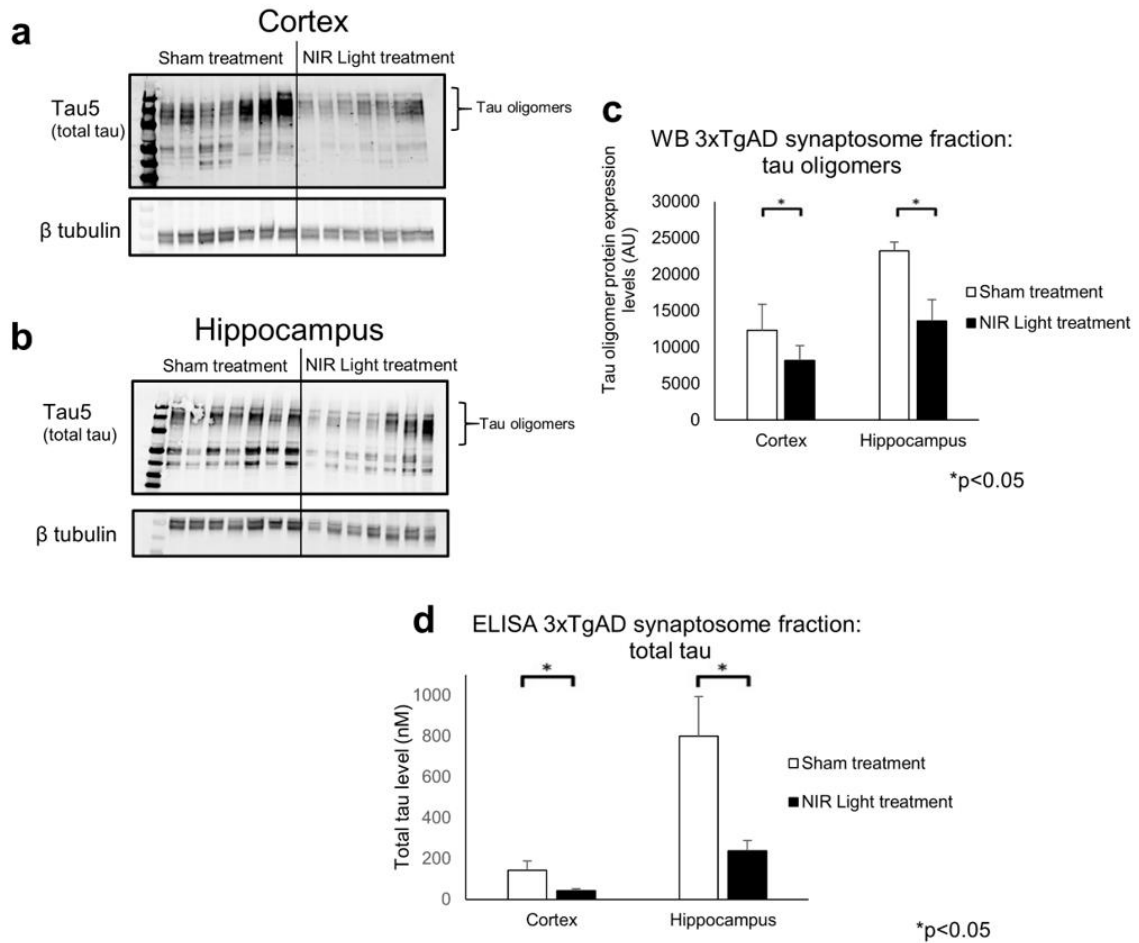 a
Cortex
Sham treatment
NIR Light treatment
Tau5
(total tau)
Tau oligomers
β tubulin
b
Hippocampus
Sham treatment
NIR Light treatment
Tau5
(total tau)
Tau oligomers
β tubulin
c
WB 3xTgAD synaptosome fraction:
tau oligomers
Tau oligomer protein expression
levels (AU)
30000
25000
20000
15000
10000
5000
0
*
*
Cortex
Hippocampus
Sham treatment
NIR Light treatment
*p<0.05
d
ELISA 3xTgAD synaptosome fraction:
total tau
Total tau level (nM)
1000
800
600
400
200
0
*
*
Cortex
Hippocampus
Sham treatment
NIR Light treatment
*p<0.05